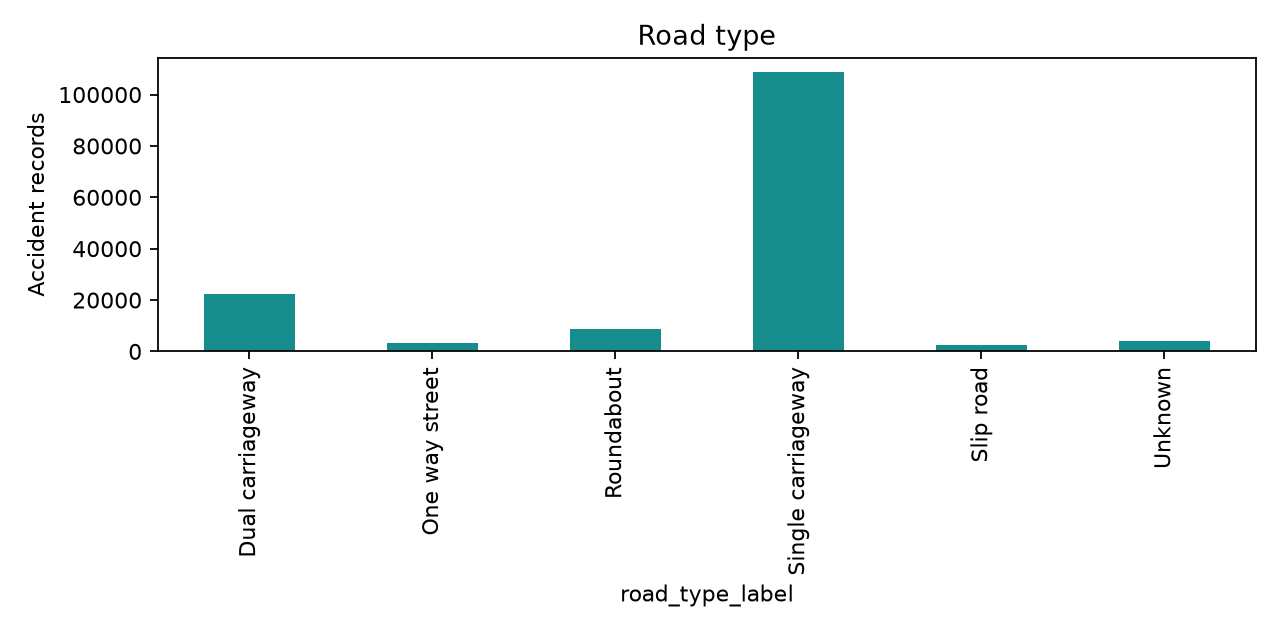 Road type
Accident records
100000
80000
60000
40000
20000
0
Dual carriageway
One way street
Roundabout
Single carriageway
Slip road
Unknown
road_type_label